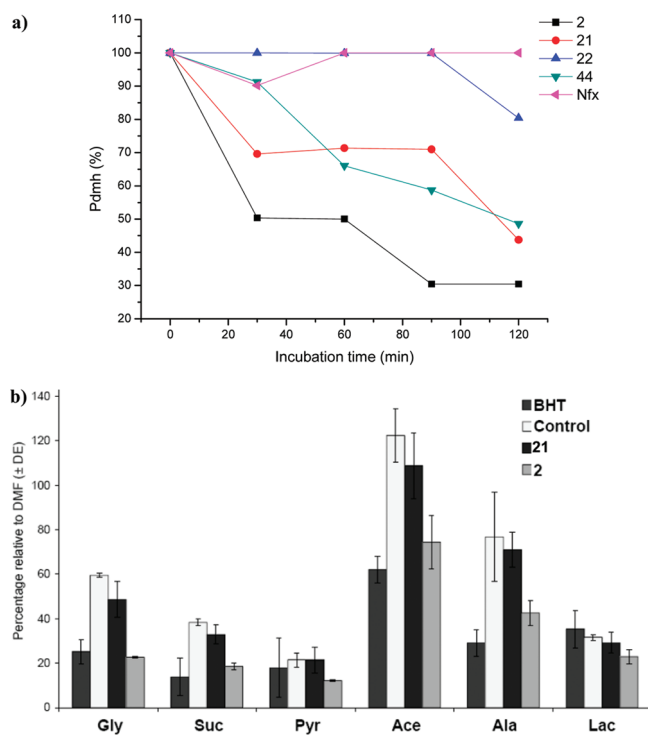 a)
2
21
22
44
Nfx
Pdmh (%)
100
90
80
70
60
50
40
30
20
0 20 40 60 80 100 120
Incubation time (min)
b)
Percentage relative to DMF (± DE)
140
120
100
80
60
40
20
0
BHT
Control
21
2
Gly Suc Pyr Ace Ala Lac